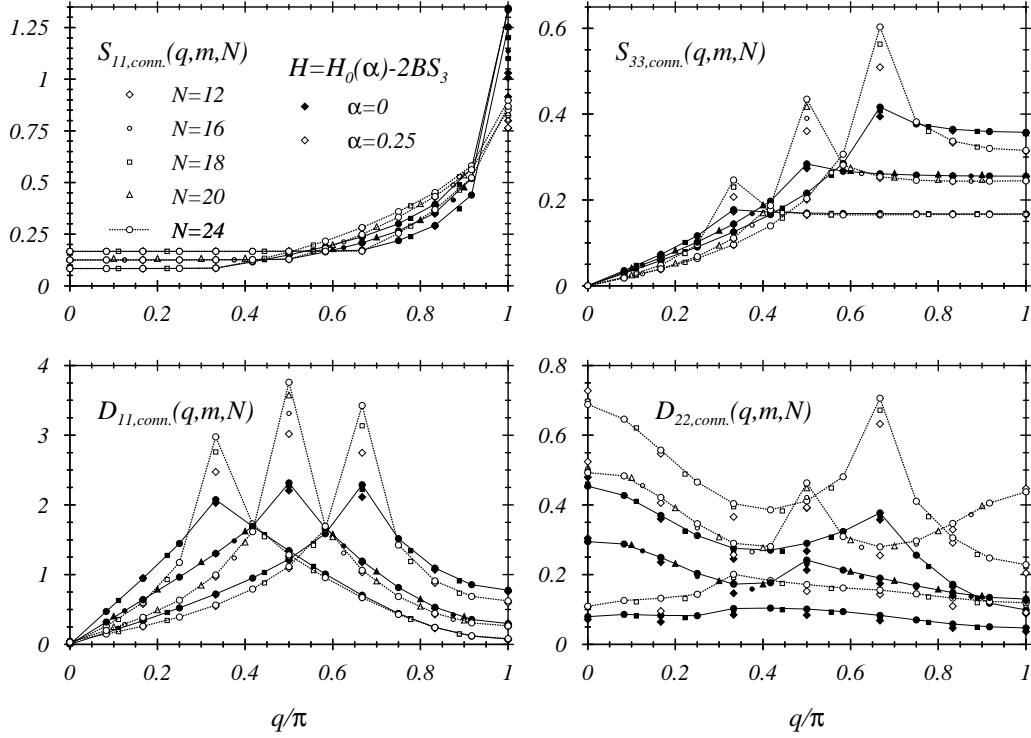 1.25
1
0.75
0.5
0.25
0
S11,conn.(q,m,N)
N=12
N=16
N=18
N=20
N=24
H=H0(α)-2BS3
α=0
α=0.25
0 0.2 0.4 0.6 0.8 1
0.6
0.4
0.2
0
S33,conn.(q,m,N)
0 0.2 0.4 0.6 0.8 1
4
3
2
1
0
D11,conn.(q,m,N)
0 0.2 0.4 0.6 0.8 1
q/π
0.8
0.6
0.4
0.2
0
D22,conn.(q,m,N)
0 0.2 0.4 0.6 0.8 1
q/π